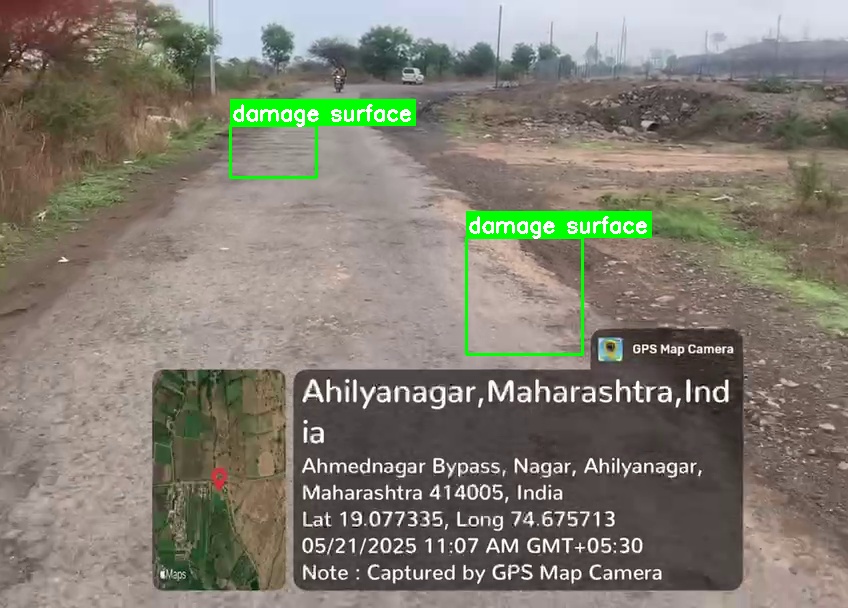 damage surface
damage surface
GPS Map Camera
Ahilyanagar,Maharashtra,Ind
ia
Ahmednagar Bypass, Nagar, Ahilyanagar,
Maharashtra 414005, India
Lat 19.077335, Long 74.675713
05/21/2025 11:07 AM GMT+05:30
Note : Captured by GPS Map Camera
Maps